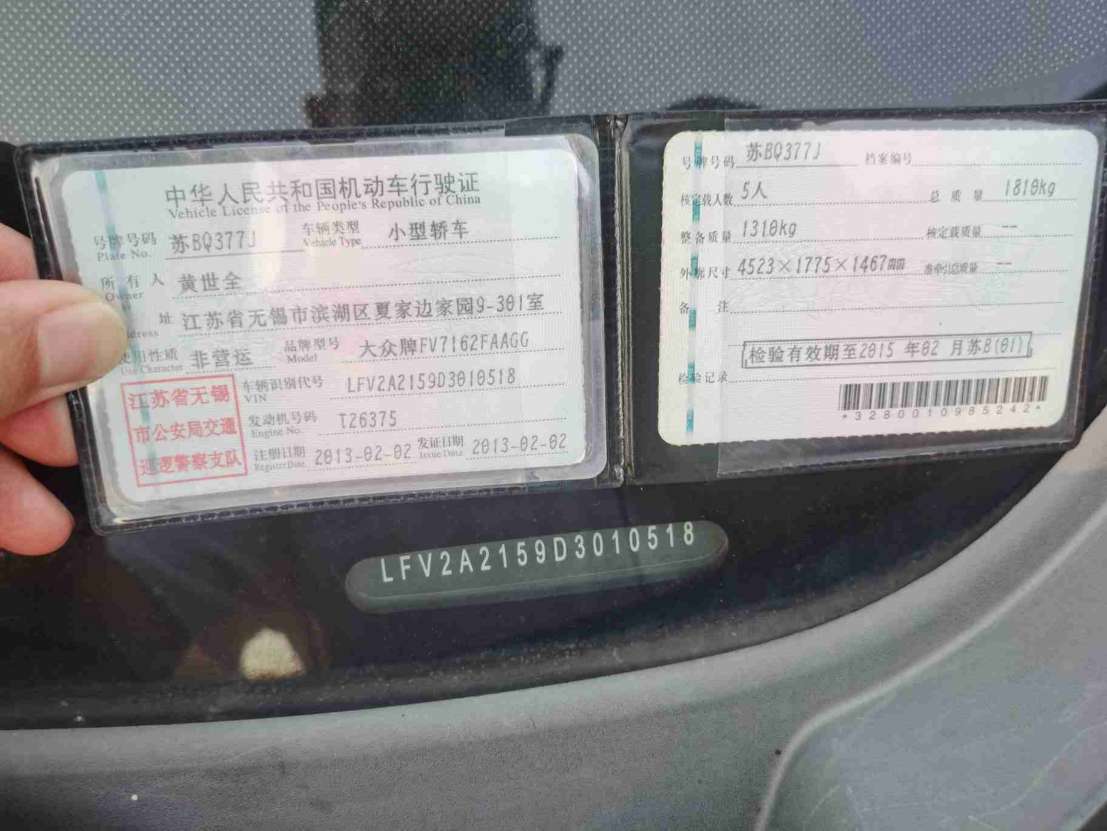 中华人民共和国机动车行驶证
Vehicle License of the People's Republic of China
号牌号码 苏BQ377J 车辆类型 小型轿车
Plate No. Vehicle Type
所有人 黄世全
Owner
址 江苏省无锡市滨湖区夏家边家园9-301室
使用性质 非营运 品牌型号 大众牌FV7162FAAGG
Use Character Model
江苏省无锡
市公安局交通
巡逻警察支队
车辆识别代号 LFV2A2159D3010518
VIN
发动机号码 T26375
Engine No.
注册日期 2013-02-02 发证日期 2013-02-02
Register Date Issue Date
号牌号码 苏BQ377J 档案编号
核定载人数 5人 总质量 1810kg
整备质量 1310kg 核定载质量 --
外廓尺寸 4523×1775×1467mm 准牵引总质量 --
备注
检验有效期至2015年02月苏B(01)
检验记录
*3280010985242*
LFV2A2159D3010518